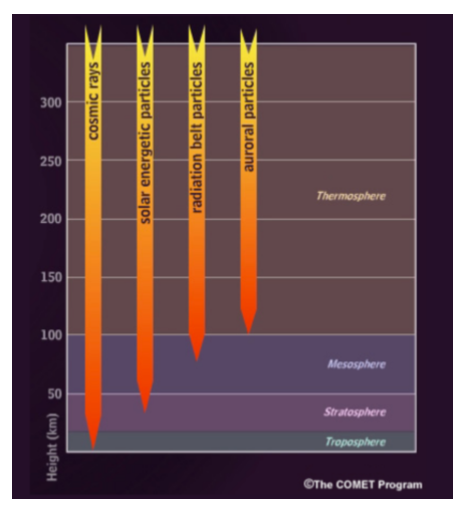 cosmic rays
solar energetic particles
radiation belt particles
auroral particles
300
250
200
150
100
50
Height (km)
Thermosphere
Mesosphere
Stratosphere
Troposphere
©The COMET Program